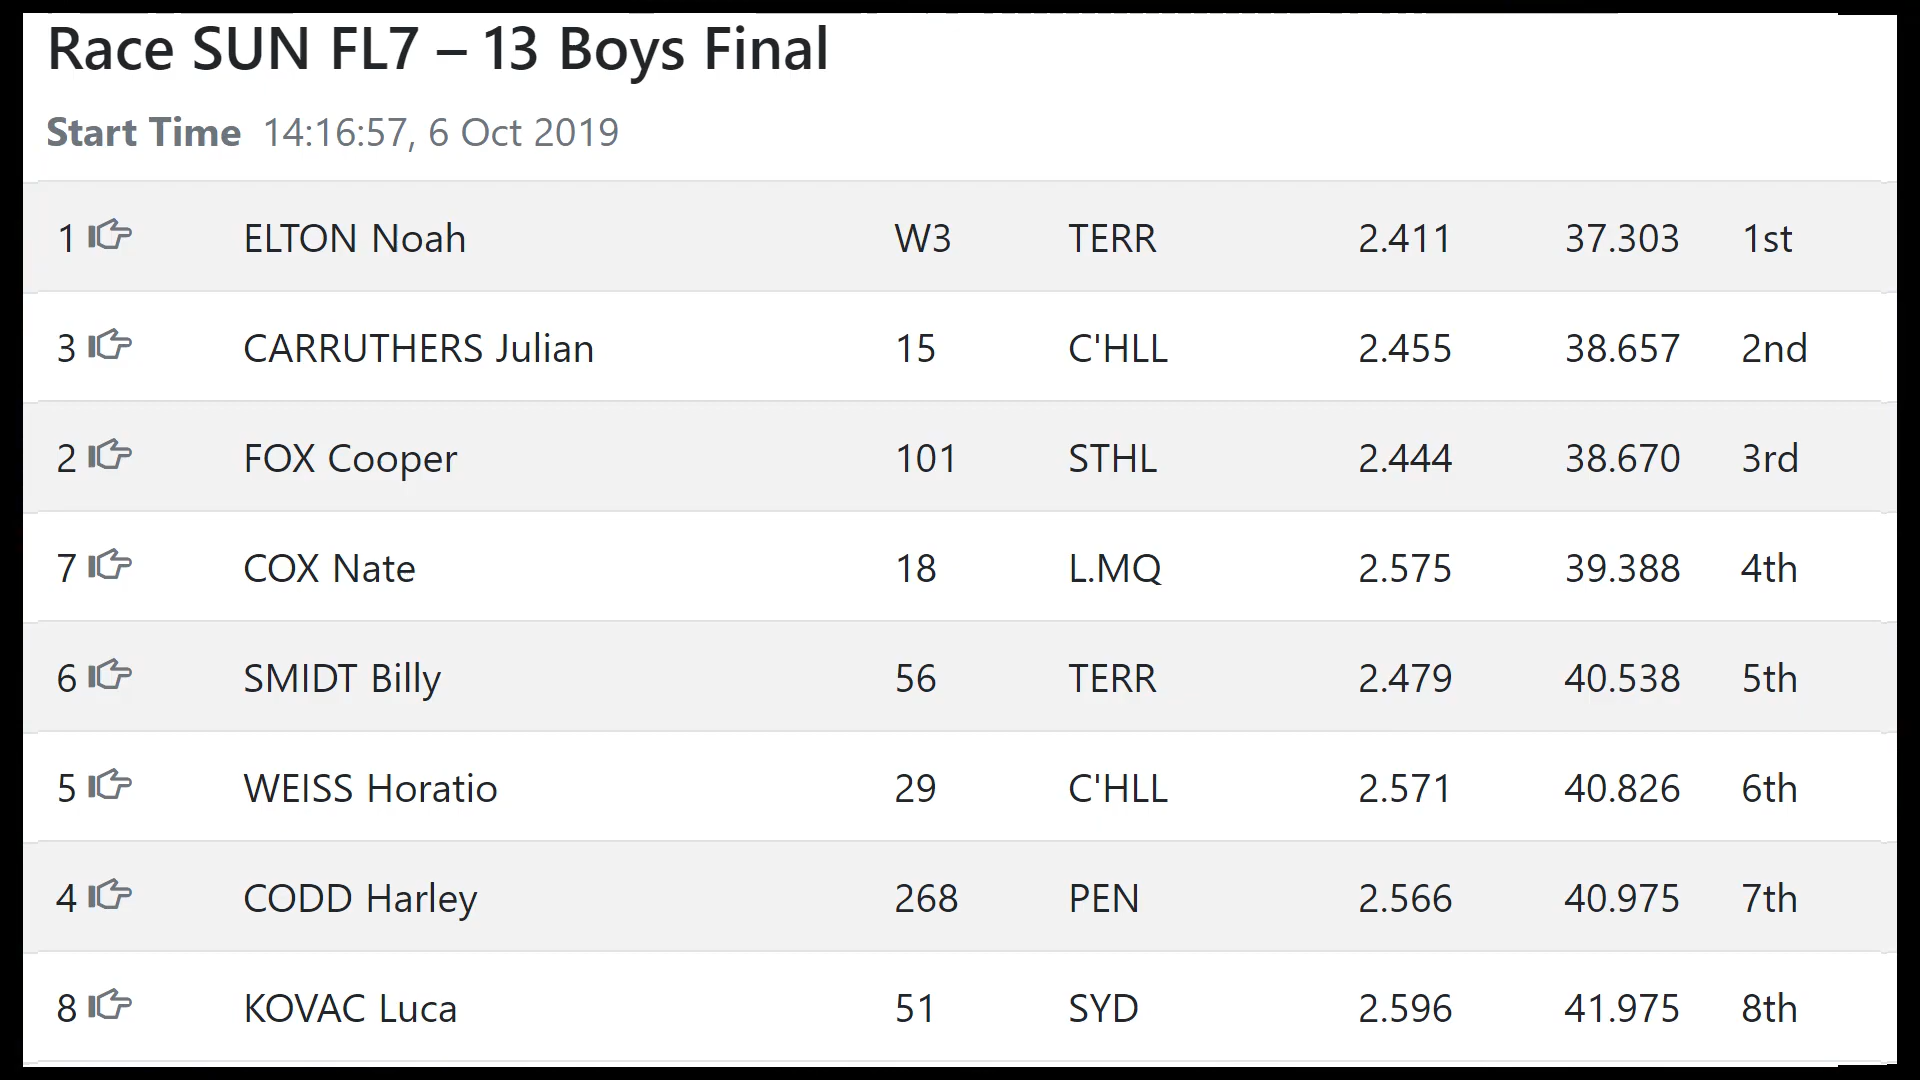 Race SUN FL7 – 13 Boys Final
Start Time 14:16:57, 6 Oct 2019
1 ELTON Noah W3 TERR 2.411 37.303 1st
3 CARRUTHERS Julian 15 C'HLL 2.455 38.657 2nd
2 FOX Cooper 101 STHL 2.444 38.670 3rd
7 COX Nate 18 L.MQ 2.575 39.388 4th
6 SMIDT Billy 56 TERR 2.479 40.538 5th
5 WEISS Horatio 29 C'HLL 2.571 40.826 6th
4 CODD Harley 268 PEN 2.566 40.975 7th
8 KOVAC Luca 51 SYD 2.596 41.975 8th